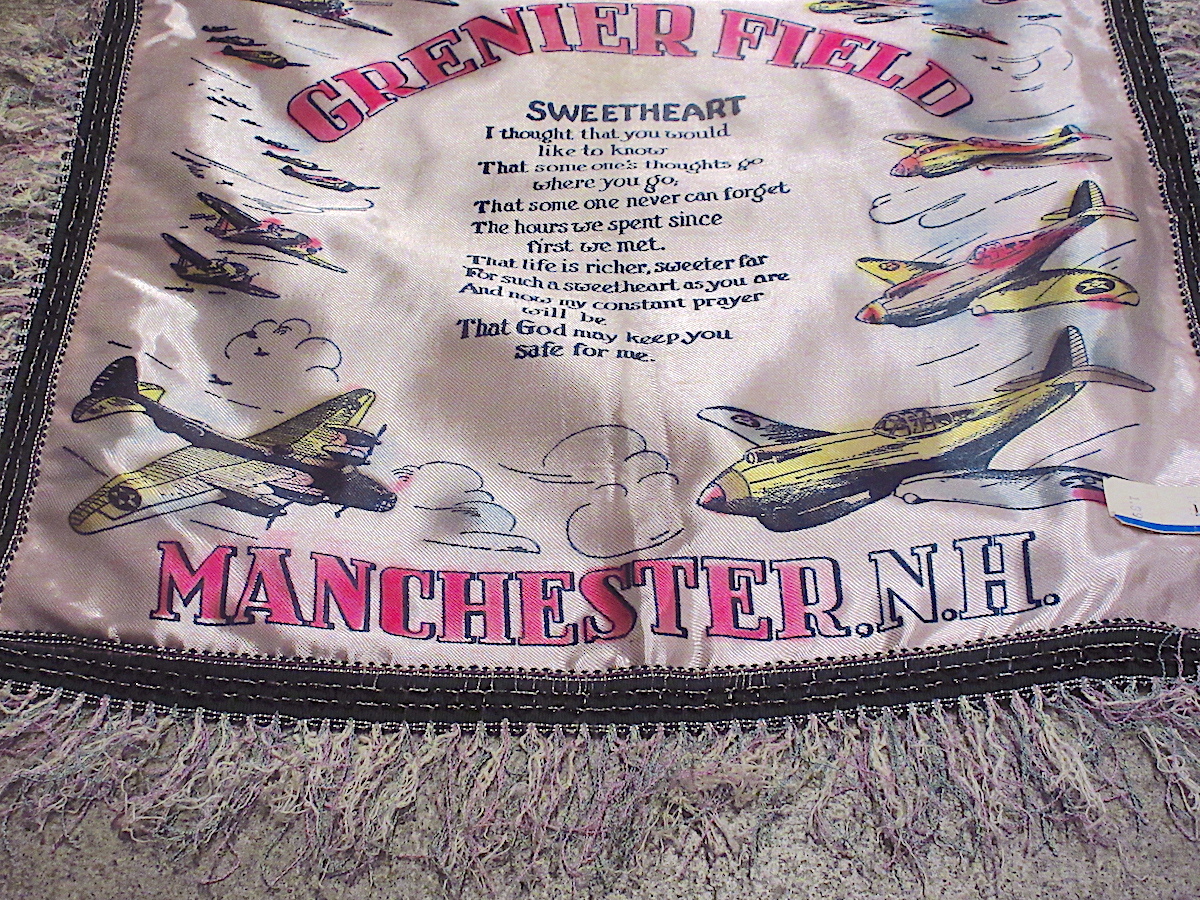 GRENIER FIELD
SWEETHEART
I thought that you would
like to know
That some one's thoughts go
where you go,
That some one never can forget
The hours we spent since
first we met.
That life is richer, sweeter far
For such a sweetheart as you are
And now my constant prayer
will be
That God may keep you
safe for me.
MANCHESTER, N.H.